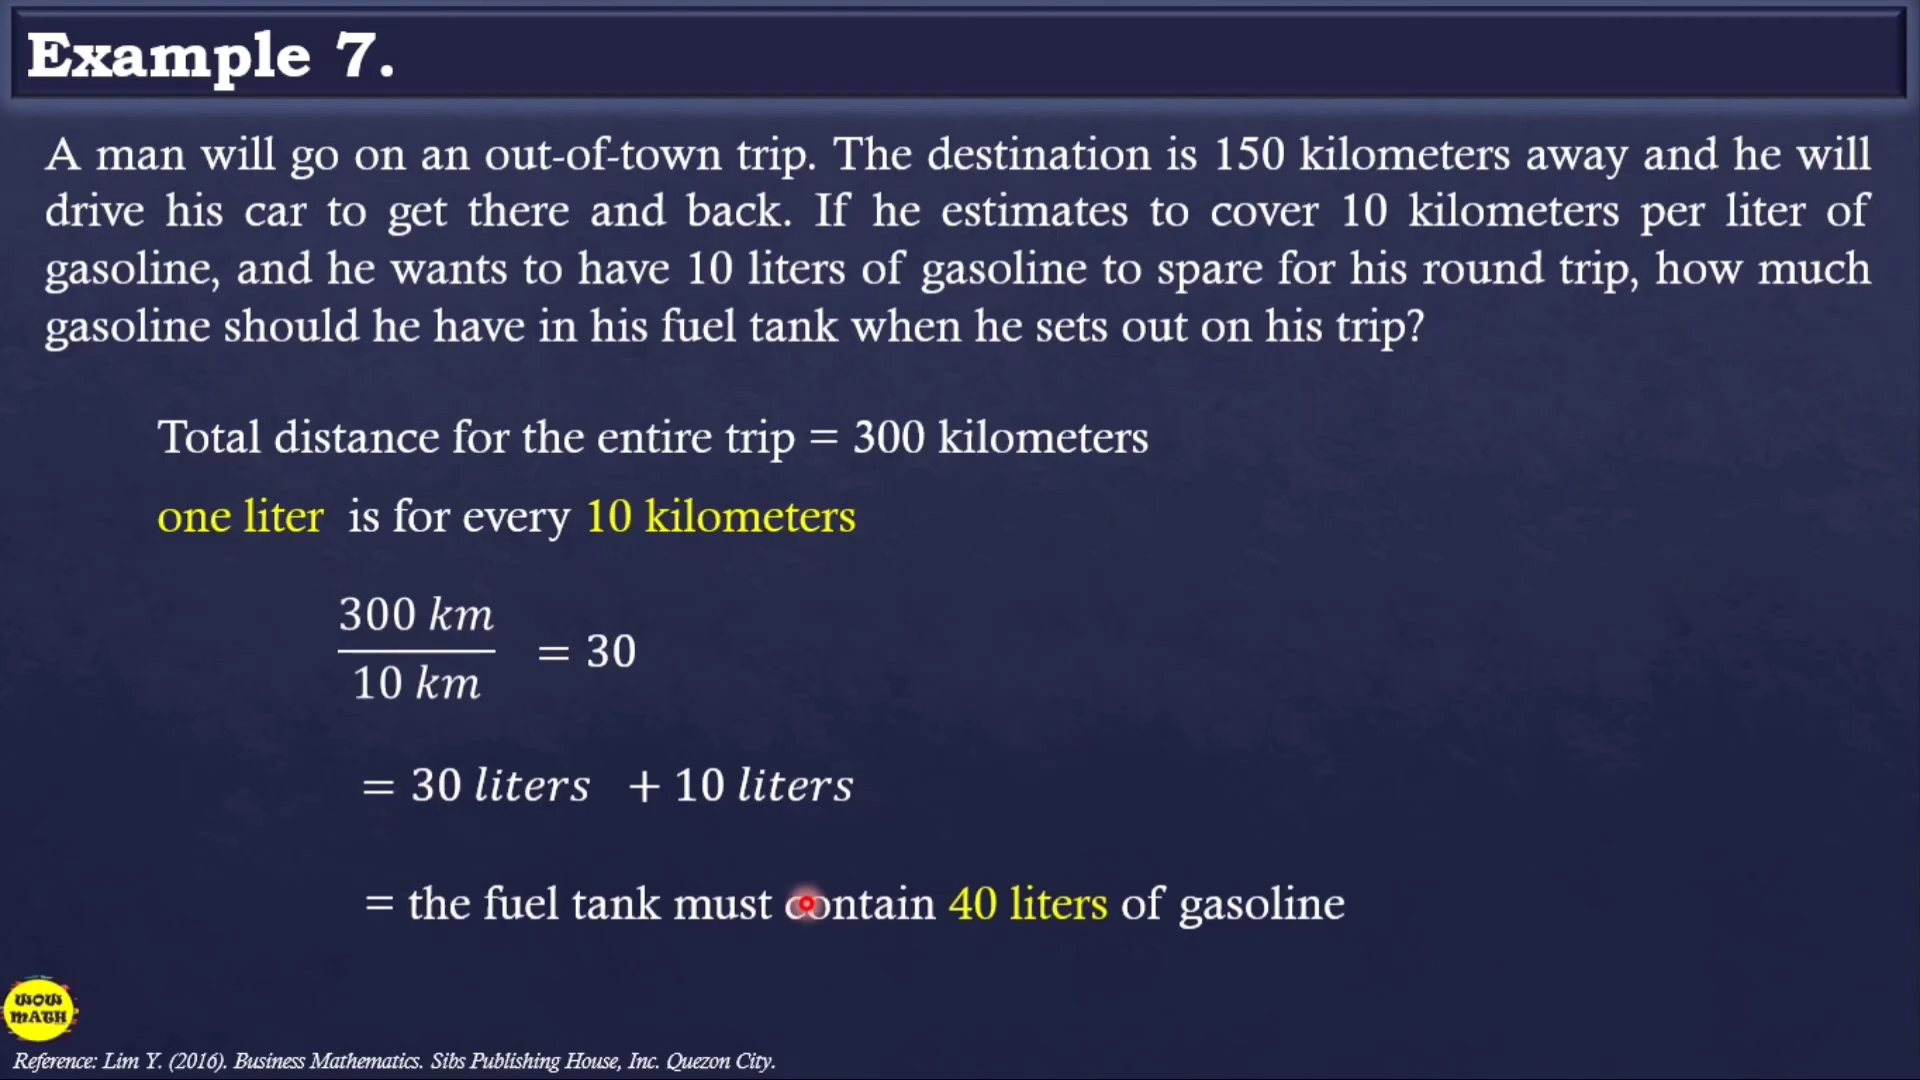 Example 7.
A man will go on an out-of-town trip. The destination is 150 kilometers away and he will
drive his car to get there and back. If he estimates to cover 10 kilometers per liter of
gasoline, and he wants to have 10 liters of gasoline to spare for his round trip, how much
gasoline should he have in his fuel tank when he sets out on his trip?
Total distance for the entire trip = 300 kilometers
one liter is for every 10 kilometers
300 km
= 30
10 km
= 30 liters + 10 liters
= the fuel tank must contain 40 liters of gasoline
WOW
MATH
Reference: Lim Y. (2016). Business Mathematics. Sibs Publishing House, Inc. Quezon City.